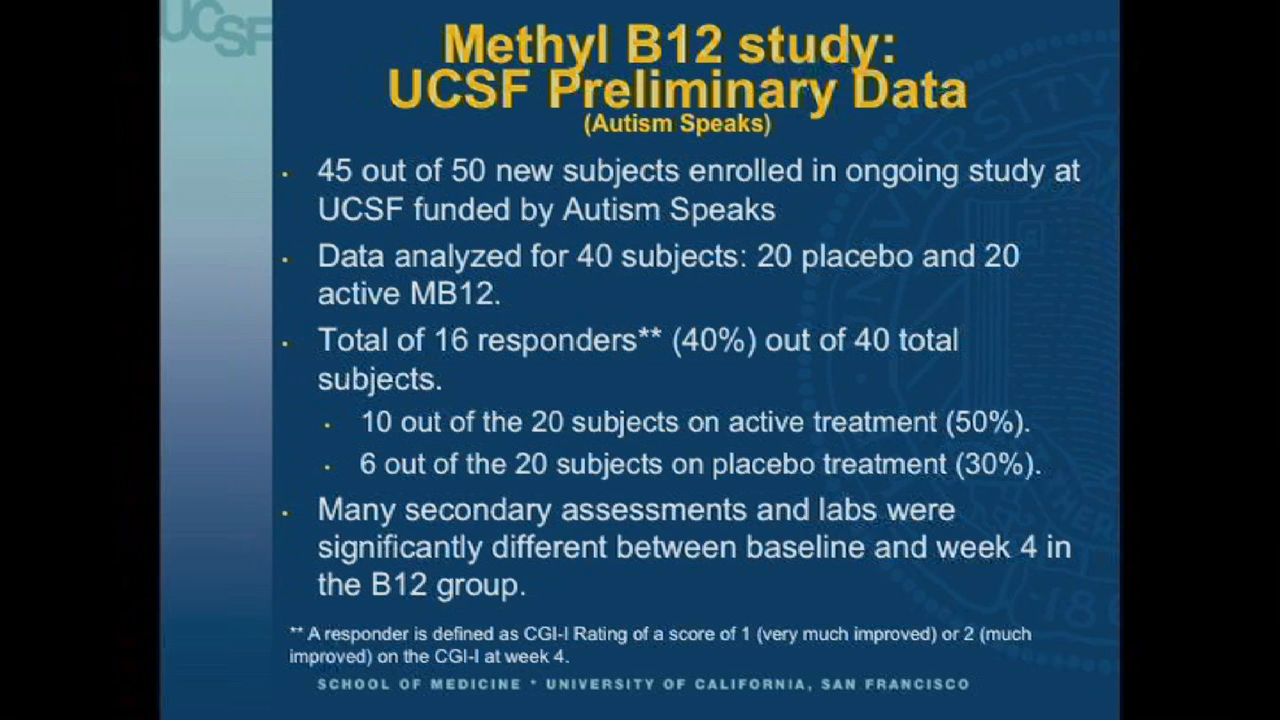 UCSF
Methyl B12 study:
UCSF Preliminary Data
(Autism Speaks)
· 45 out of 50 new subjects enrolled in ongoing study at
UCSF funded by Autism Speaks
· Data analyzed for 40 subjects: 20 placebo and 20
active MB12.
· Total of 16 responders** (40%) out of 40 total
subjects.
· 10 out of the 20 subjects on active treatment (50%).
· 6 out of the 20 subjects on placebo treatment (30%).
· Many secondary assessments and labs were
significantly different between baseline and week 4 in
the B12 group.
** A responder is defined as CGI-I Rating of a score of 1 (very much improved) or 2 (much
improved) on the CGI-I at week 4.
SCHOOL OF MEDICINE * UNIVERSITY OF CALIFORNIA, SAN FRANCISCO